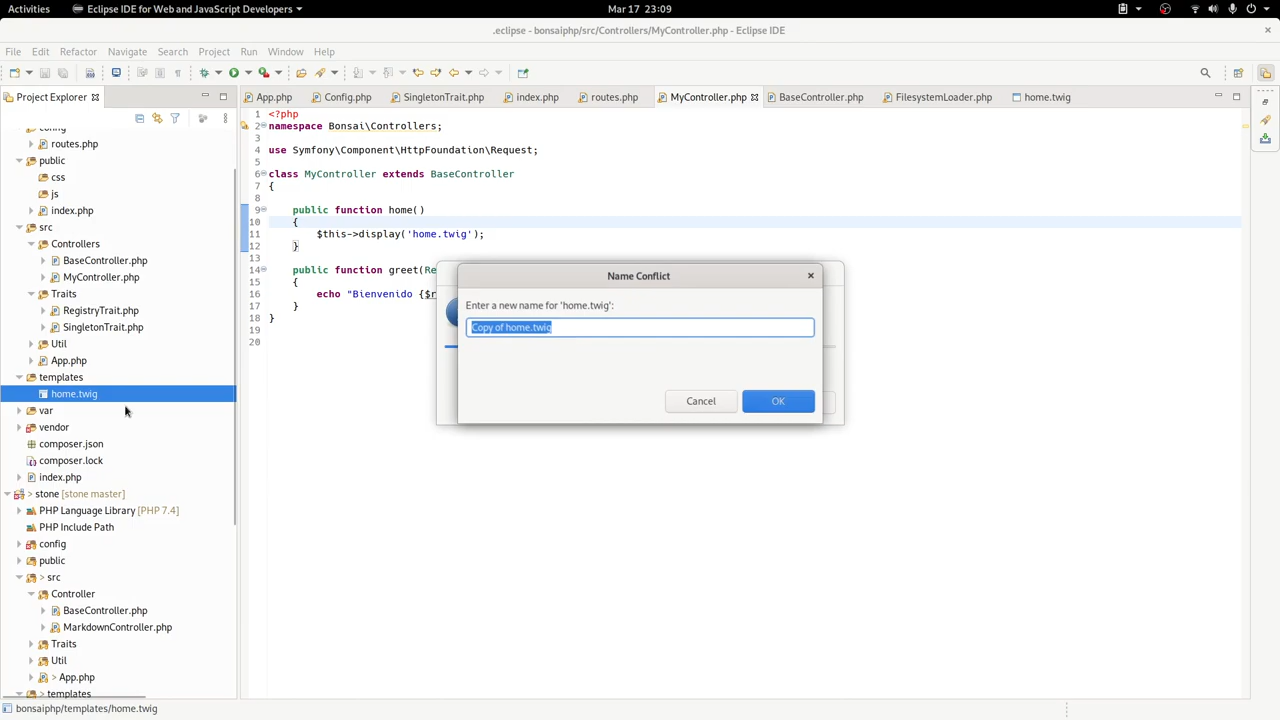 Activities
Eclipse IDE for Web and JavaScript Developers
Mar 17 23:09
.eclipse - bonsaiphp/src/Controllers/MyController.php - Eclipse IDE
File Edit Refactor Navigate Search Project Run Window Help
Project Explorer
App.php
Config.php
SingletonTrait.php
index.php
routes.php
MyController.php
BaseController.php
FilesystemLoader.php
home.twig
routes.php
public
css
js
index.php
src
Controllers
BaseController.php
MyController.php
Traits
RegistryTrait.php
SingletonTrait.php
Util
App.php
templates
home.twig
var
vendor
composer.json
composer.lock
index.php
> stone [stone master]
PHP Language Library [PHP 7.4]
PHP Include Path
config
public
> src
Controller
BaseController.php
MarkdownController.php
Traits
Util
> App.php
> templates
1 <?php
2 namespace Bonsai\Controllers;
3
4 use Symfony\Component\HttpFoundation\Request;
5
6 class MyController extends BaseController
7 {
8
9 public function home()
10 {
11 $this->display('home.twig');
12 }
13
14 public function greet(Re
15 {
16 echo "Bienvenido {$r
17 }
18 }
19
20
Name Conflict
Enter a new name for 'home.twig':
Copy of home.twig
Cancel
OK
bonsaiphp/templates/home.twig